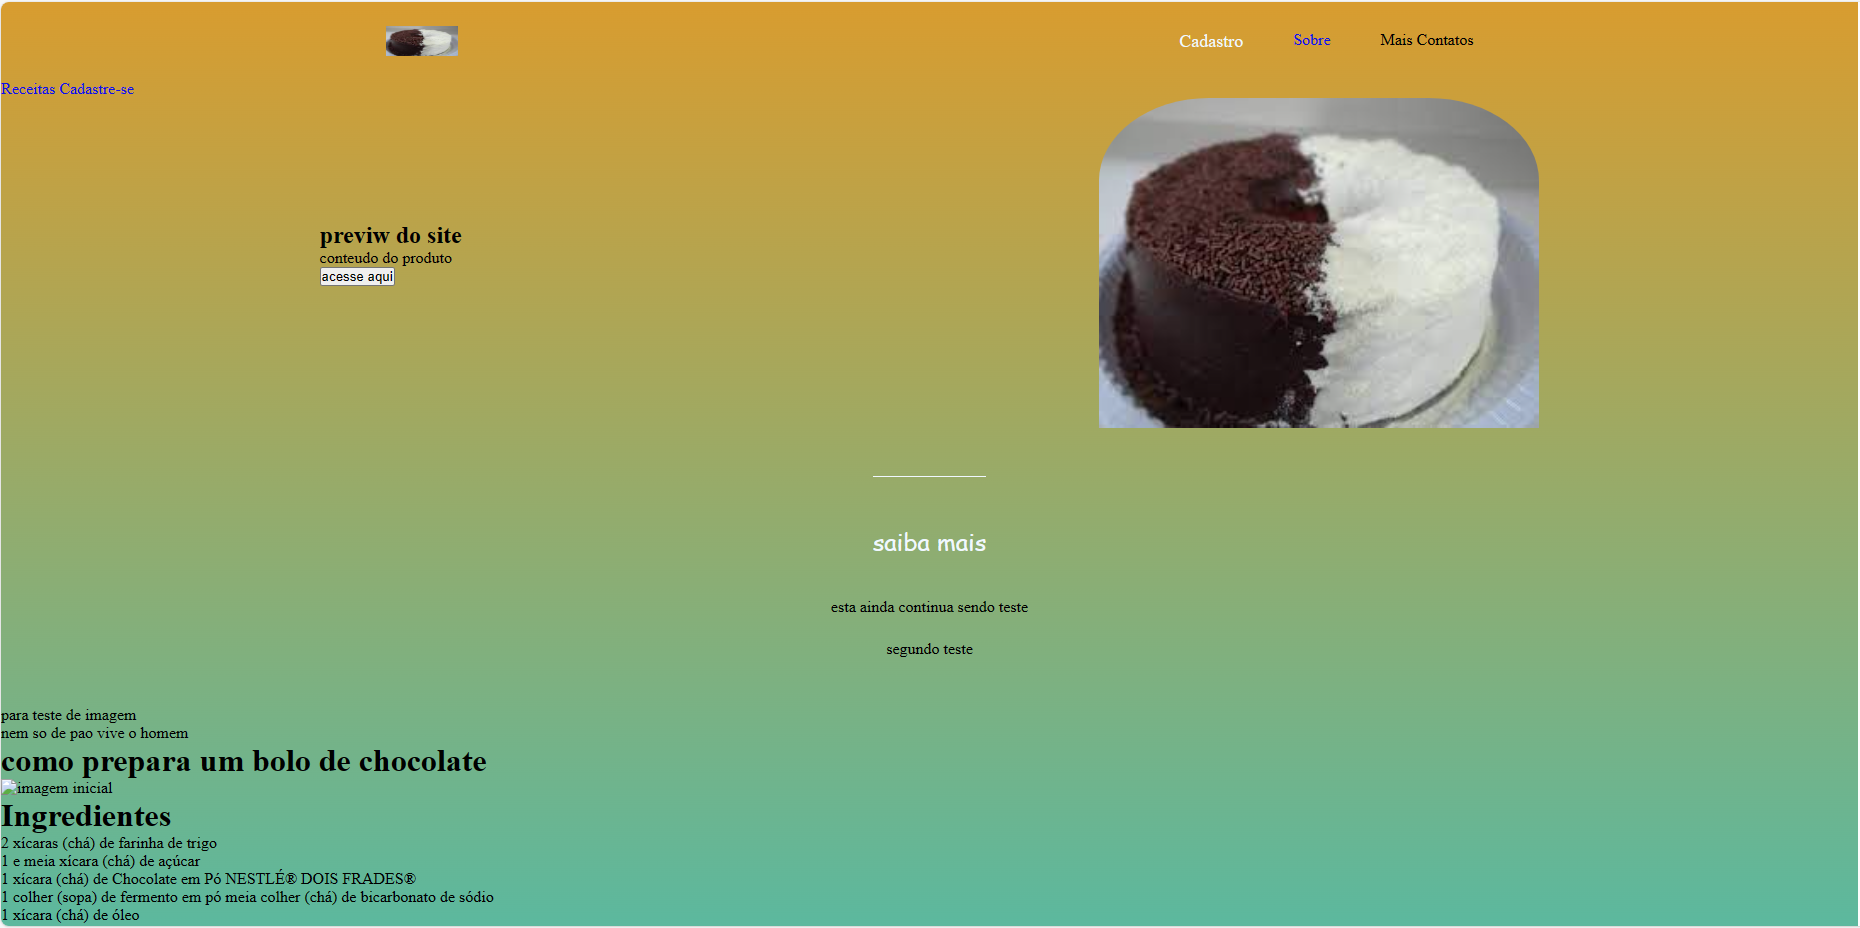 Cadastro Sobre Mais Contatos
Receitas Cadastre-se
previw do site
conteudo do produto
acesse aqui
saiba mais
esta ainda continua sendo teste
segundo teste
para teste de imagem
nem so de pao vive o homem
como prepara um bolo de chocolate
imagem inicial
Ingredientes
2 xícaras (chá) de farinha de trigo
1 e meia xícara (chá) de açúcar
1 xícara (chá) de Chocolate em Pó NESTLÉ® DOIS FRADES®
1 colher (sopa) de fermento em pó meia colher (chá) de bicarbonato de sódio
1 xícara (chá) de óleo